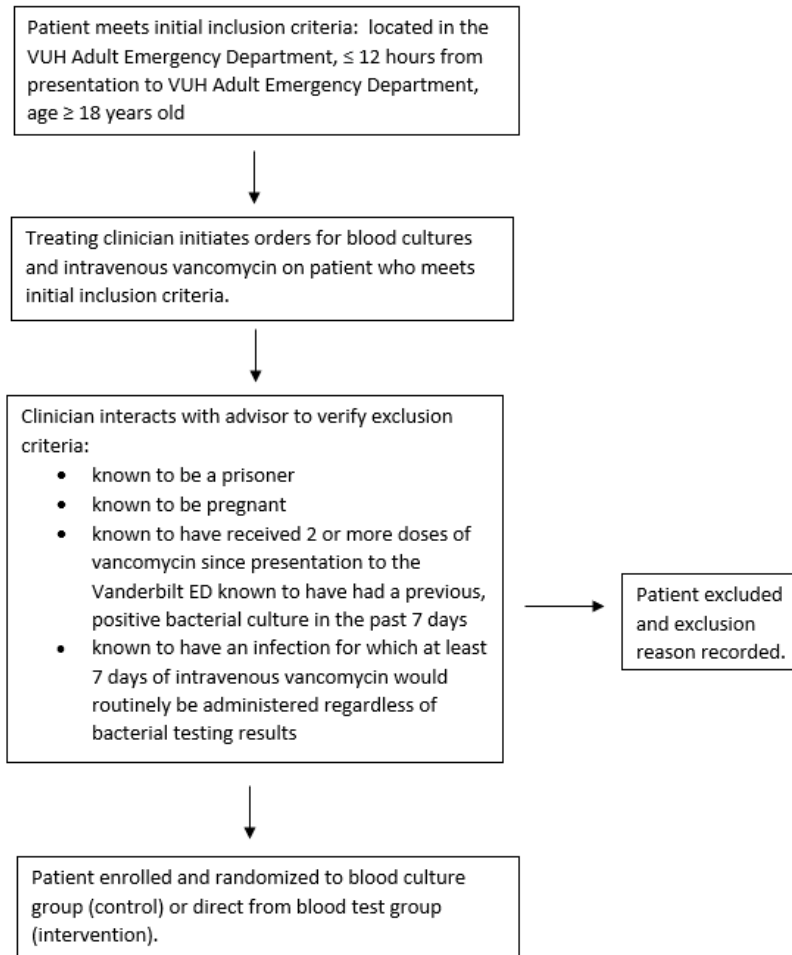 Patient meets initial inclusion criteria:  located in the
VUH Adult Emergency Department, ≤ 12 hours from
presentation to VUH Adult Emergency Department,
age ≥ 18 years old
Treating clinician initiates orders for blood cultures
and intravenous vancomycin on patient who meets
initial inclusion criteria.
Clinician interacts with advisor to verify exclusion
criteria:
• known to be a prisoner
• known to be pregnant
• known to have received 2 or more doses of
vancomycin since presentation to the
Vanderbilt ED known to have had a previous,
positive bacterial culture in the past 7 days
• known to have an infection for which at least
7 days of intravenous vancomycin would
routinely be administered regardless of
bacterial testing results
Patient excluded
and exclusion
reason recorded.
Patient enrolled and randomized to blood culture
group (control) or direct from blood test group
(intervention).